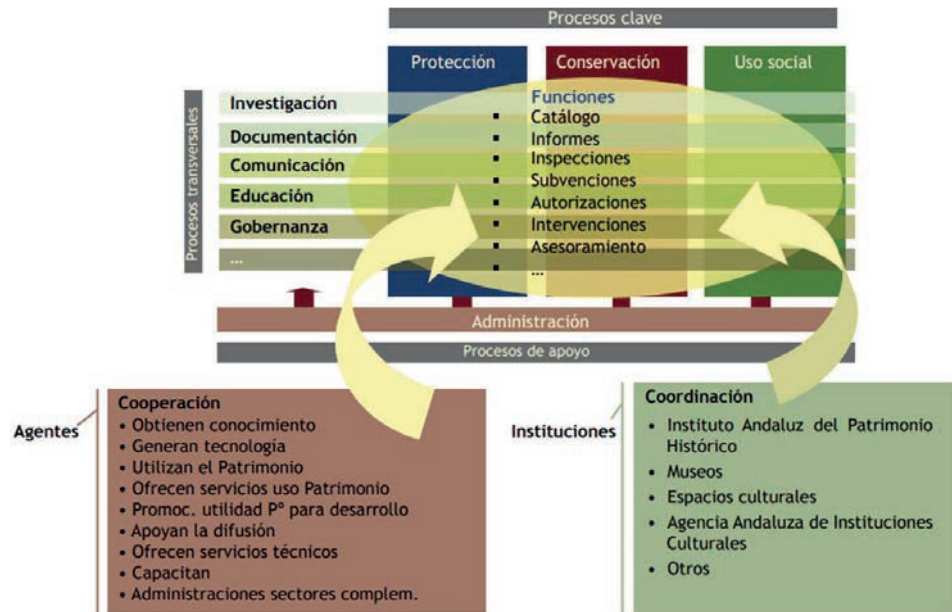 Procesos clave
Protección
Conservación
Uso social
Procesos transversales
Investigación
Documentación
Comunicación
Educación
Gobernanza
...
Funciones
▪ Catálogo
▪ Informes
▪ Inspecciones
▪ Subvenciones
▪ Autorizaciones
▪ Intervenciones
▪ Asesoramiento
▪ ...
Administración
Procesos de apoyo
Agentes
Cooperación
• Obtienen conocimiento
• Generan tecnología
• Utilizan el Patrimonio
• Ofrecen servicios uso Patrimonio
• Promoc. utilidad Pº para desarrollo
• Apoyan la difusión
• Ofrecen servicios técnicos
• Capacitan
• Administraciones sectores complem.
Instituciones
Coordinación
• Instituto Andaluz del Patrimonio
Histórico
• Museos
• Espacios culturales
• Agencia Andaluza de Instituciones
Culturales
• Otros